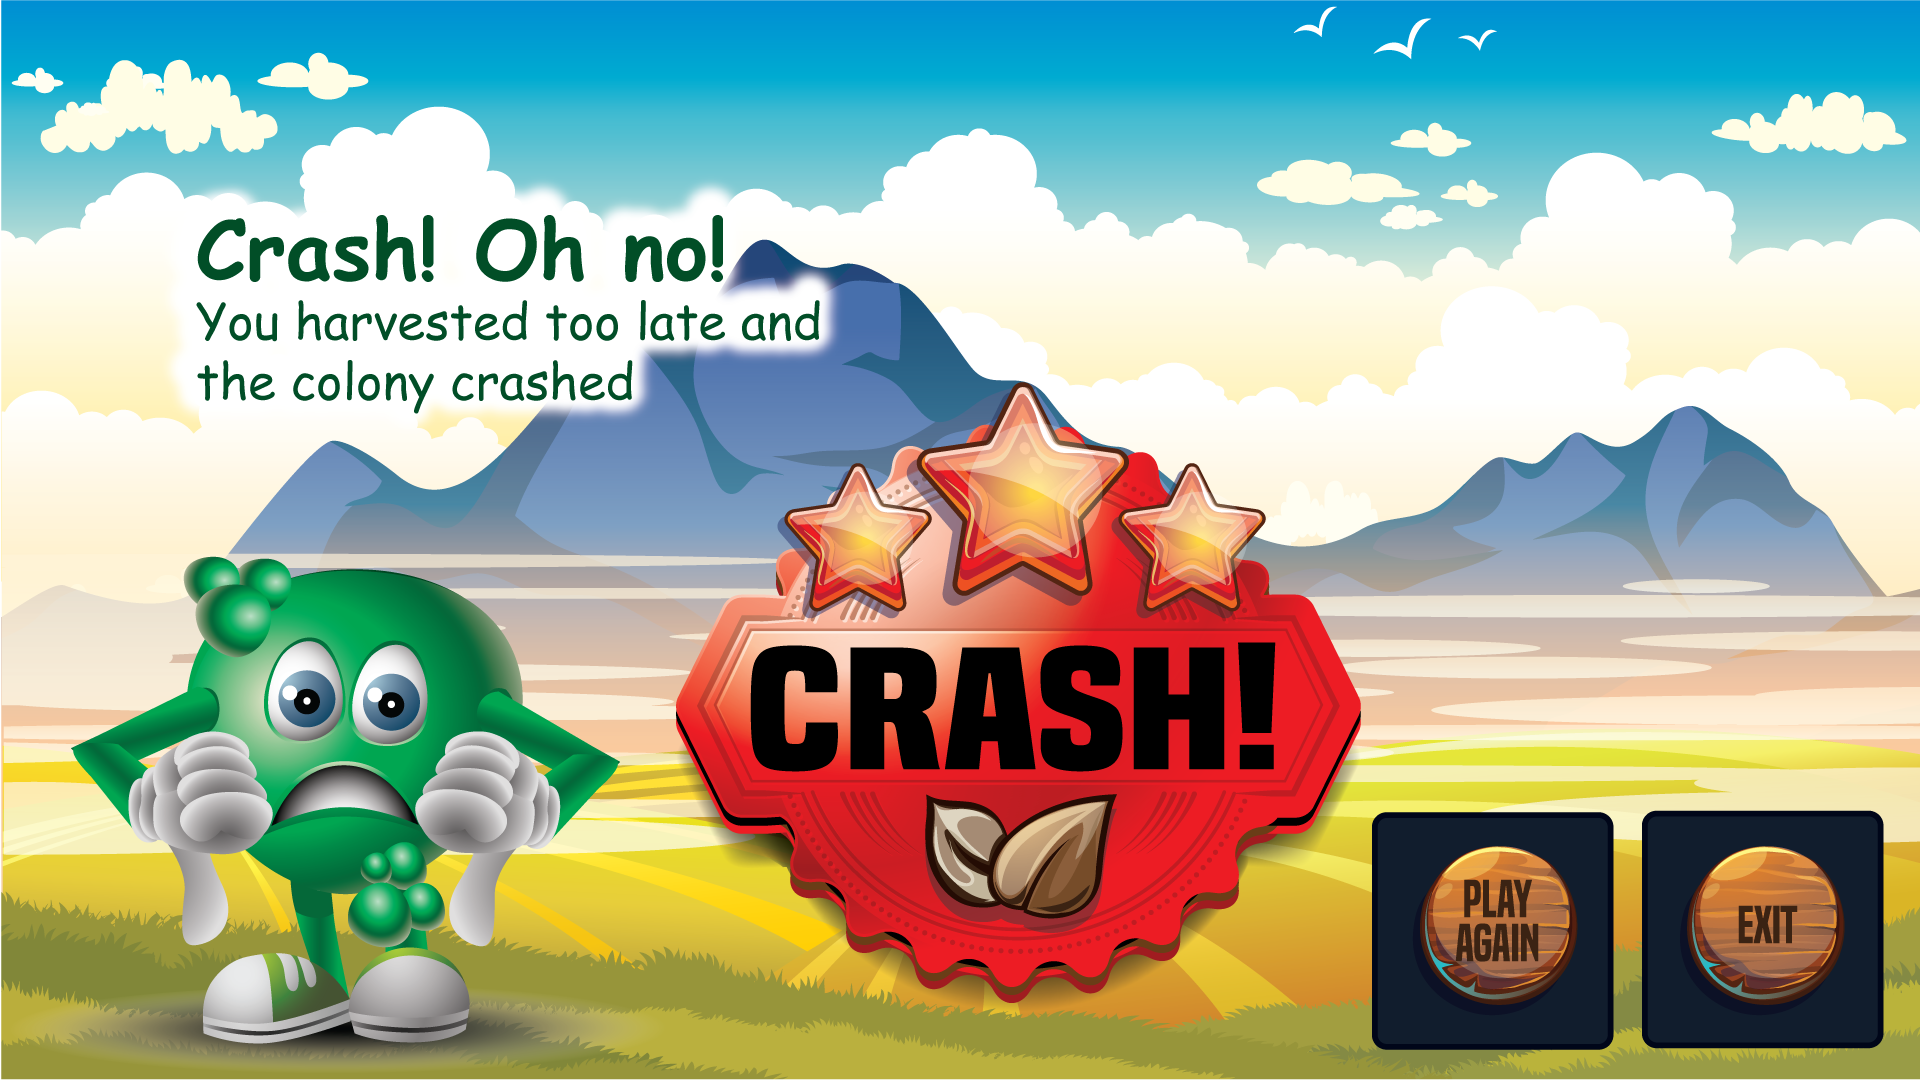 Crash! Oh no!
You harvested too late and
the colony crashed
CRASH!
PLAY
AGAIN
EXIT